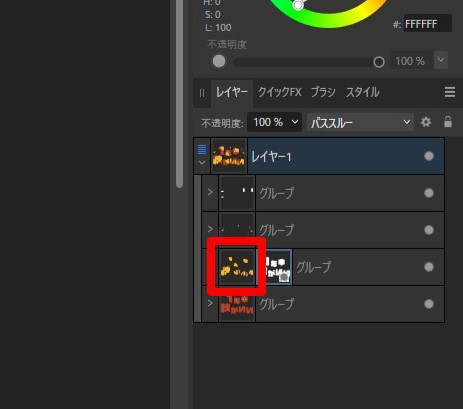 H: 0
S: 0
L: 100
#: FFFFFF
不透明度
100 %
レイヤー クイックFX ブラシ スタイル
不透明度: 100 % パススルー
レイヤー1
グループ
グループ
グループ
グループ